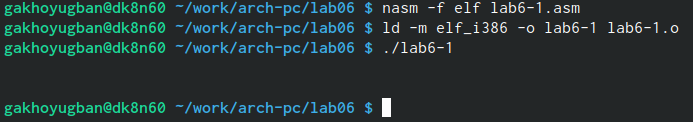 gakhoyugban@dk8n60 ~/work/arch-pc/lab06 $ nasm -f elf lab6-1.asm
gakhoyugban@dk8n60 ~/work/arch-pc/lab06 $ ld -m elf_i386 -o lab6-1 lab6-1.o
gakhoyugban@dk8n60 ~/work/arch-pc/lab06 $ ./lab6-1
gakhoyugban@dk8n60 ~/work/arch-pc/lab06 $